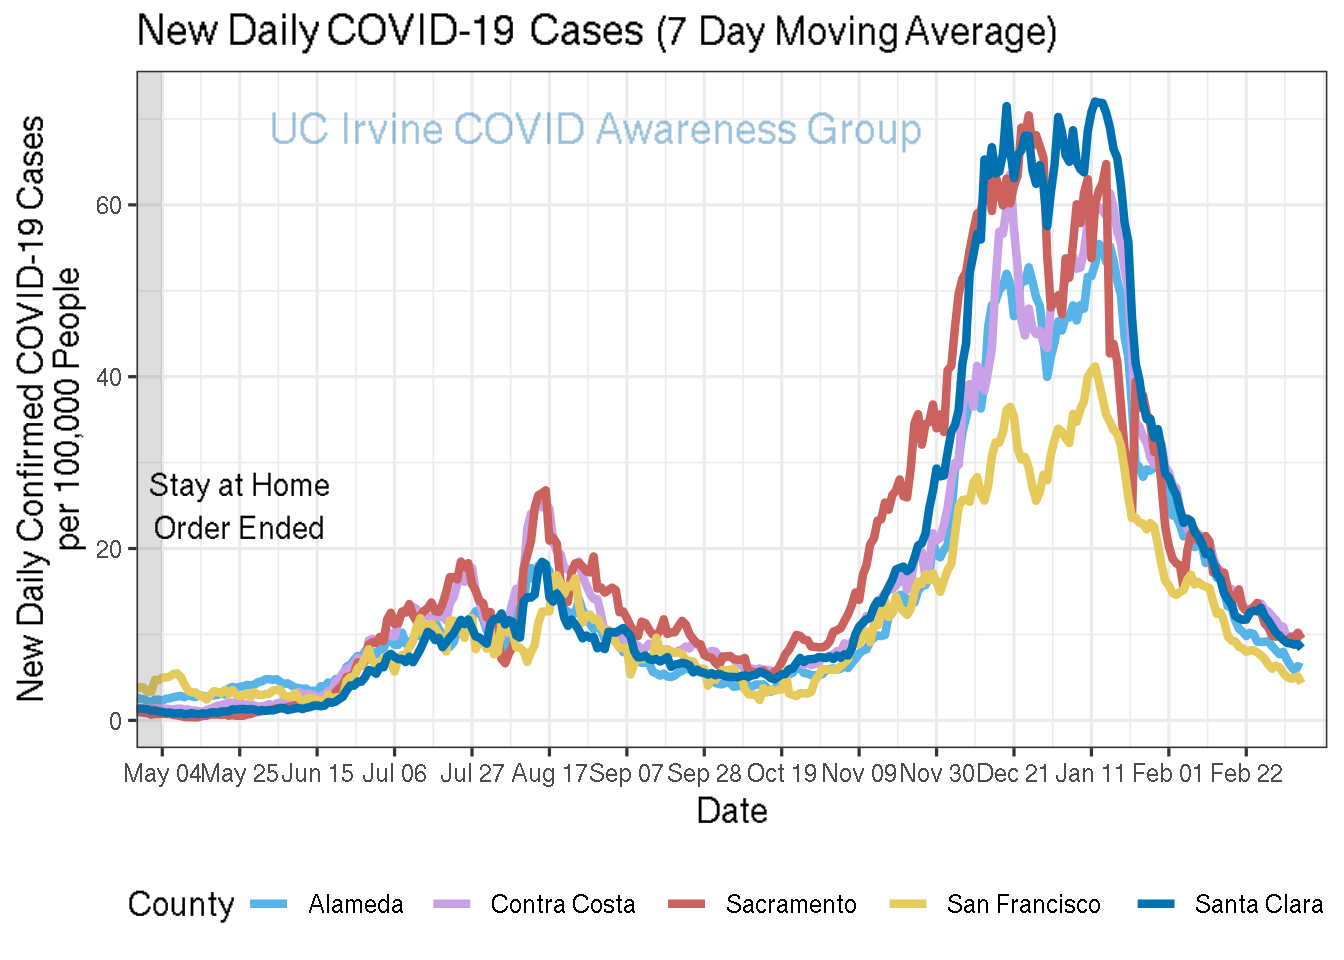 New Daily COVID-19 Cases (7 Day Moving Average)
UC Irvine COVID Awareness Group
New Daily Confirmed COVID-19 Cases
per 100,000 People
60
40
20
0
Stay at Home
Order Ended
May 04 May 25 Jun 15 Jul 06 Jul 27 Aug 17 Sep 07 Sep 28 Oct 19 Nov 09 Nov 30 Dec 21 Jan 11 Feb 01 Feb 22
Date
County Alameda Contra Costa Sacramento San Francisco Santa Clara